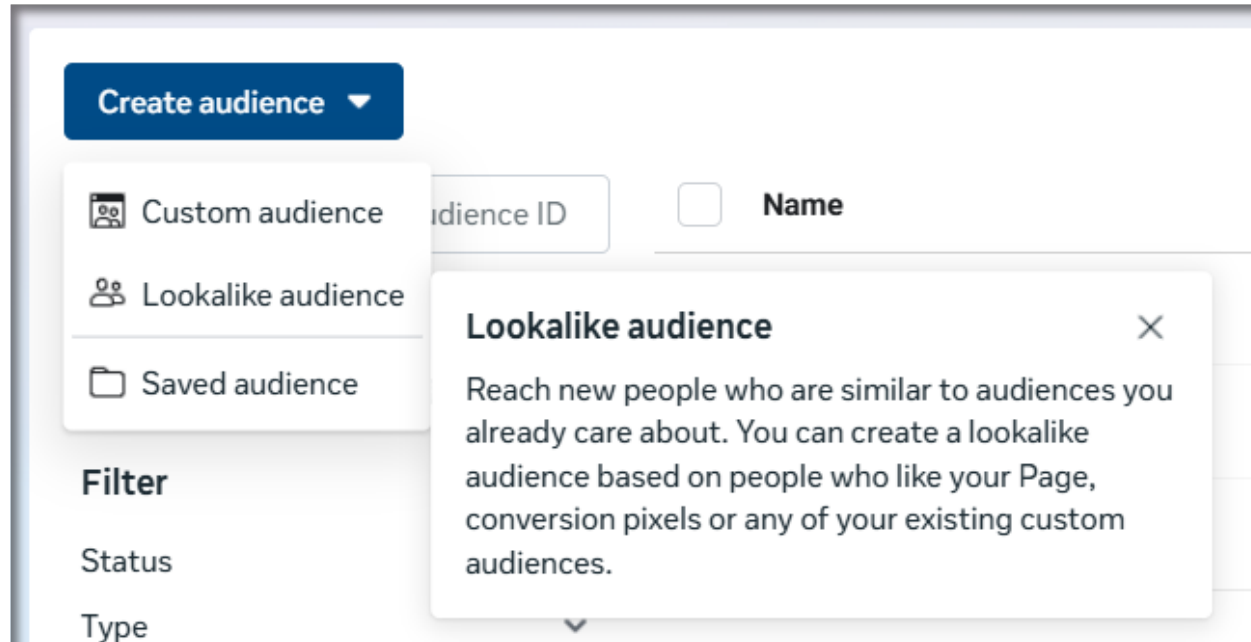 Create audience
Custom audience
udience ID
Name
Lookalike audience
Saved audience
Lookalike audience
Reach new people who are similar to audiences you
already care about. You can create a lookalike
audience based on people who like your Page,
conversion pixels or any of your existing custom
audiences.
Filter
Status
Type